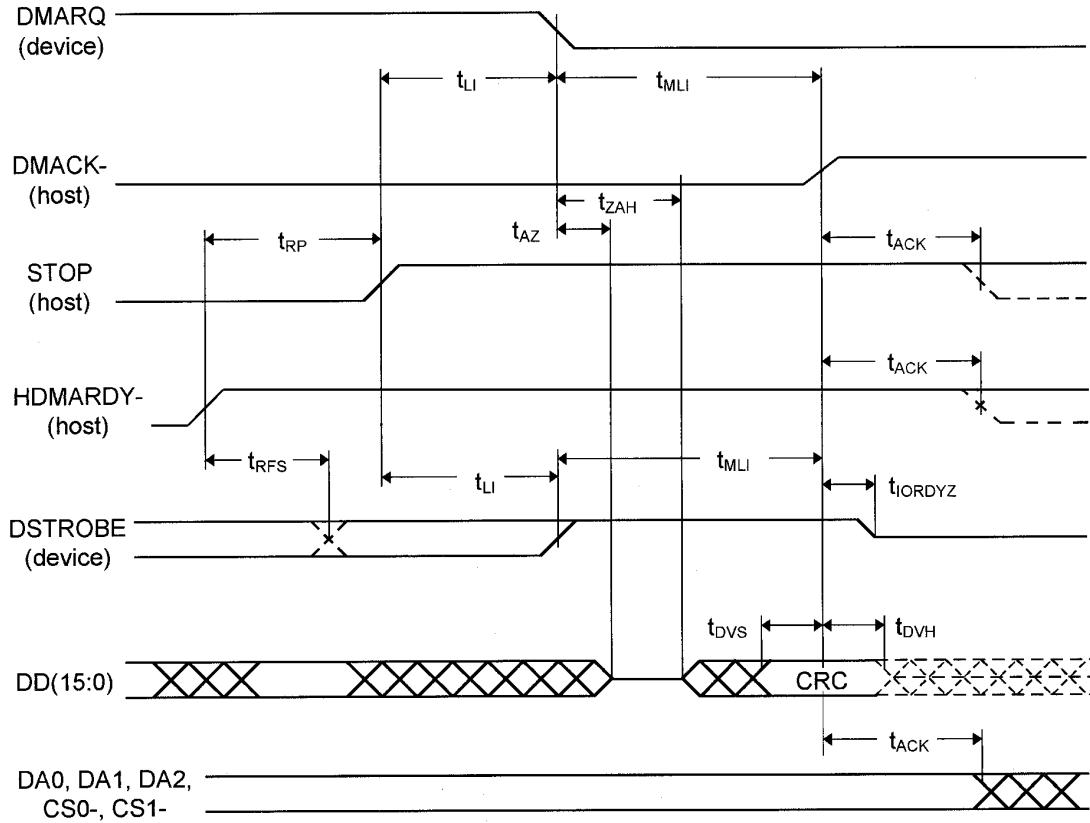 DMARQ
(device)
tLI
tMLI
DMACK-
(host)
tZAH
tAZ
tRP
tACK
STOP
(host)
tACK
HDMARDY-
(host)
tRFS
tLI
tMLI
tIORDYZ
DSTROBE
(device)
tDVS
tDVH
DD(15:0)
CRC
tACK
DA0, DA1, DA2,
CS0-, CS1-